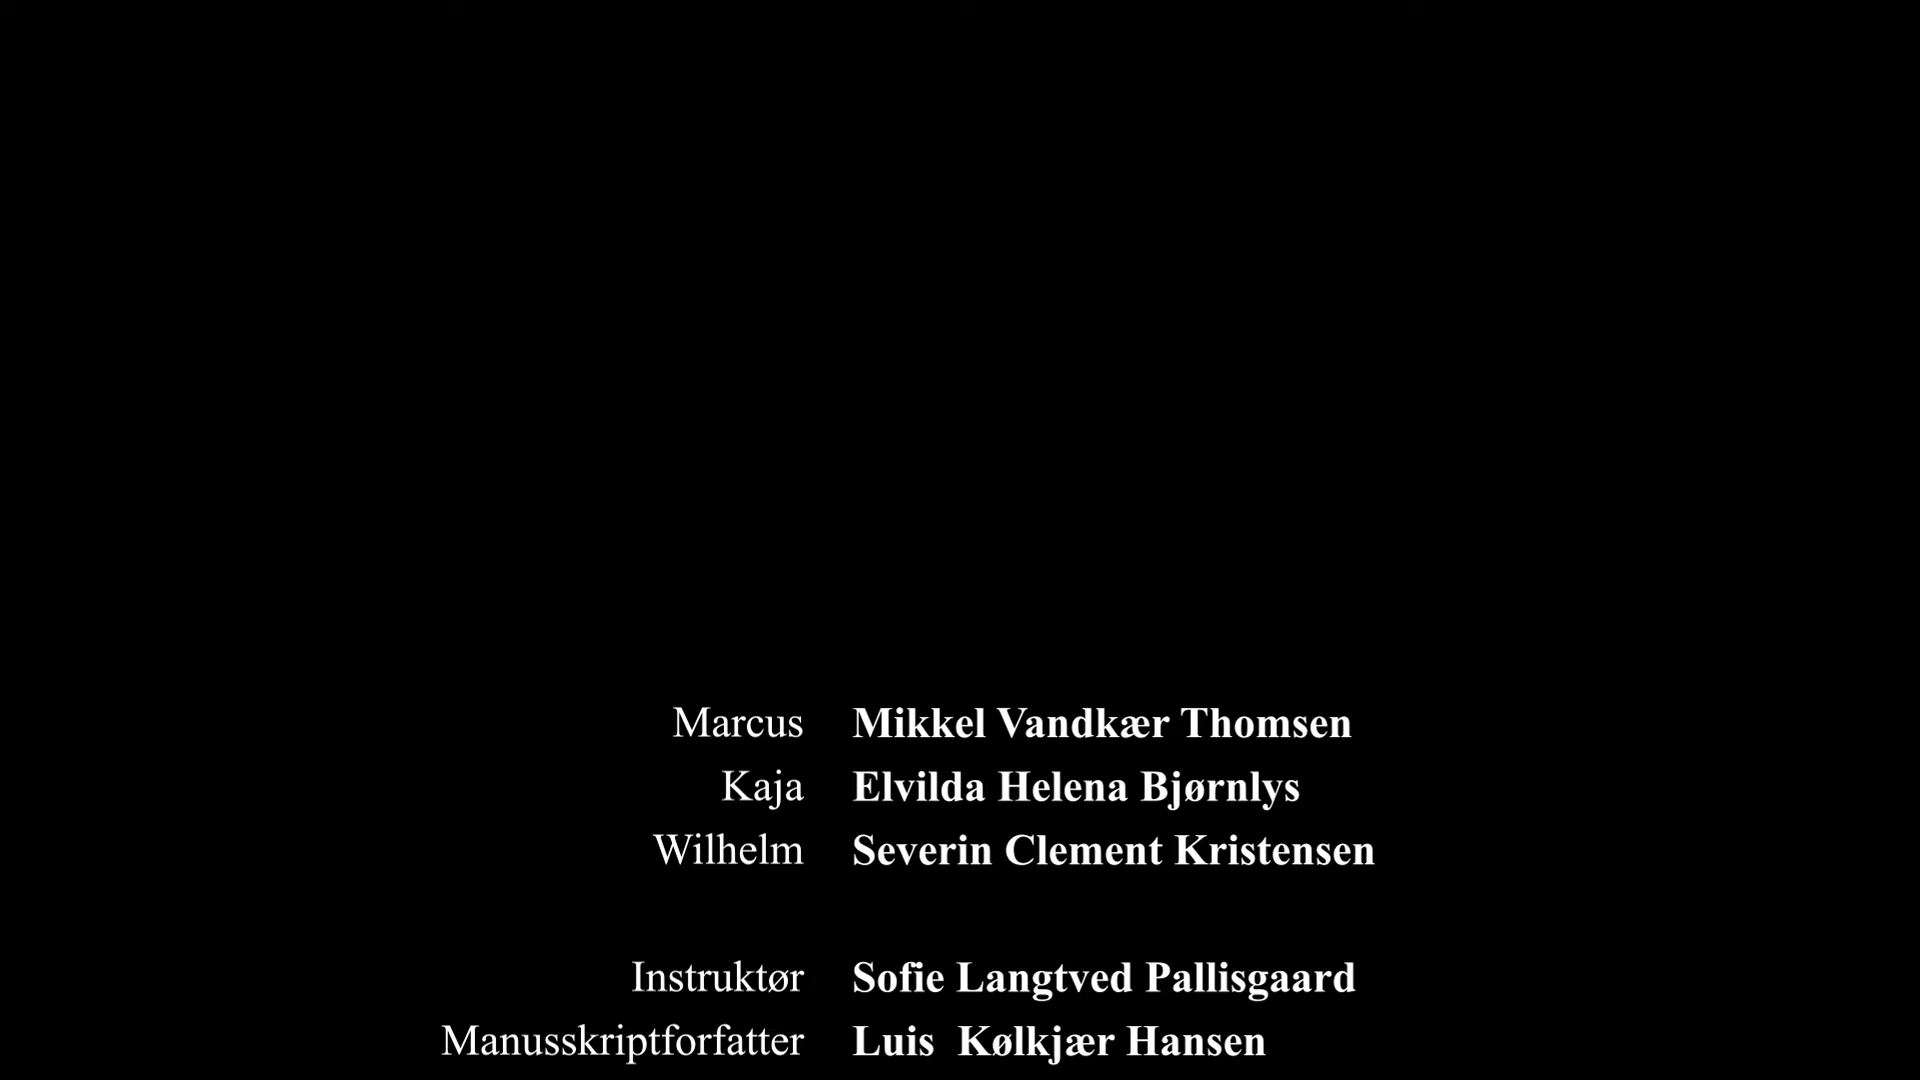 Marcus Mikkel Vandkær Thomsen
Kaja Elvilda Helena Bjørnlys
Wilhelm Severin Clement Kristensen
Instruktør Sofie Langtved Pallisgaard
Manusskriptforfatter Luis  Kølkjær Hansen